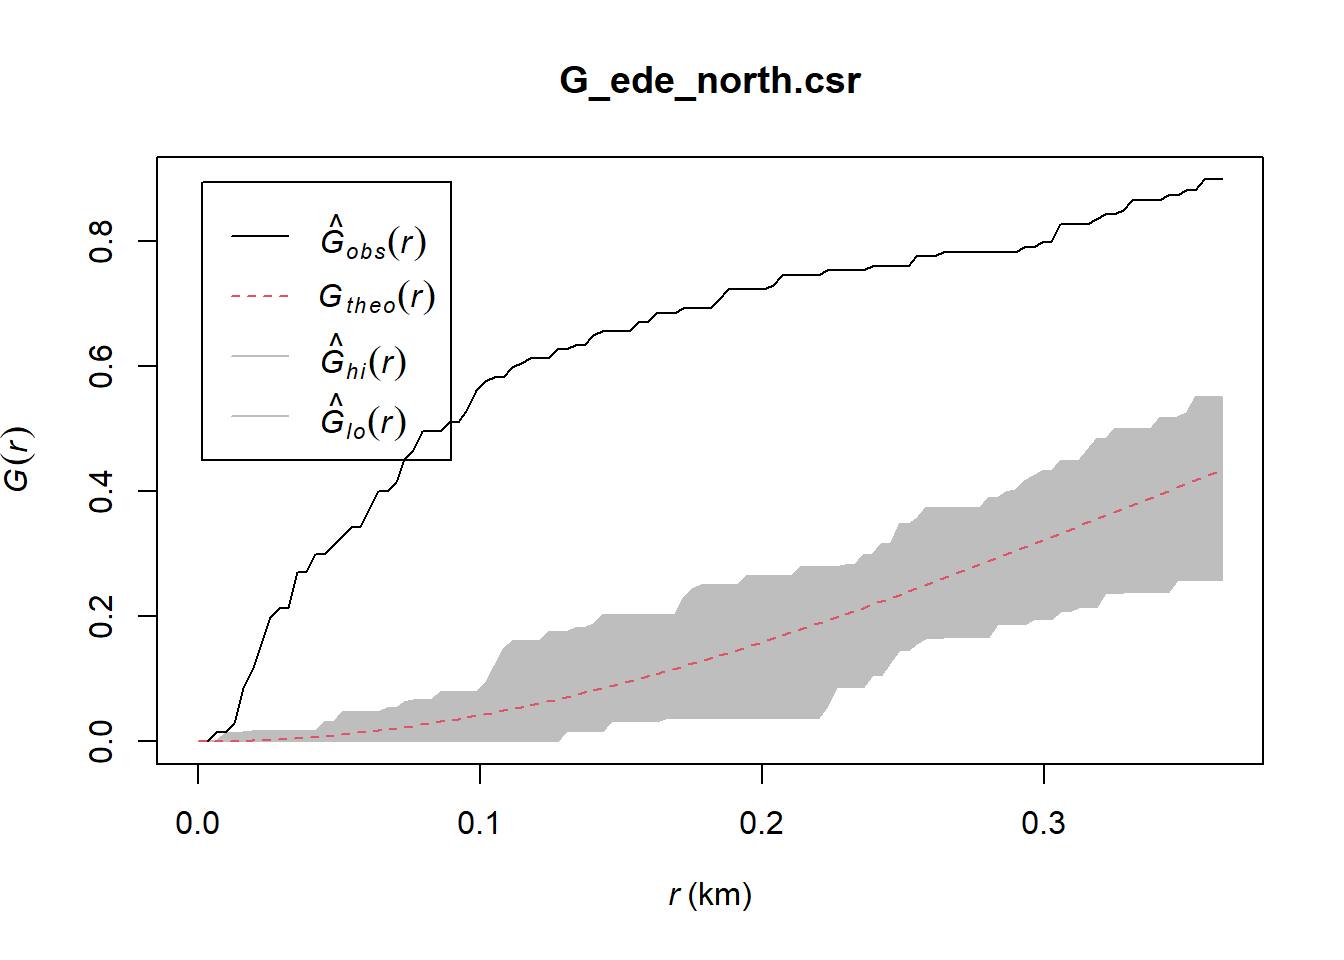 G_ede_north.csr
Ĝobs(r)
Gtheo(r)
Ĝhi(r)
Ĝlo(r)
G(r)
0.8
0.6
0.4
0.2
0.0
0.0 0.1 0.2 0.3
r (km)